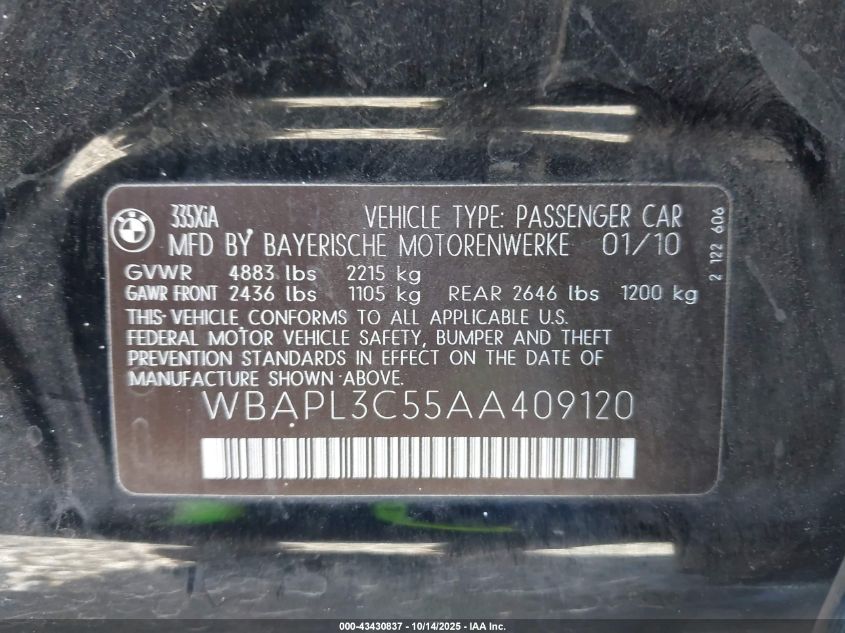 BMW
335XiA VEHICLE TYPE: PASSENGER CAR
MFD BY BAYERISCHE MOTORENWERKE 01/10
GVWR 4883 lbs 2215 kg
GAWR FRONT 2436 lbs 1105 kg REAR 2646 lbs 1200 kg
THIS VEHICLE CONFORMS TO ALL APPLICABLE U.S.
FEDERAL MOTOR VEHICLE SAFETY, BUMPER AND THEFT
PREVENTION STANDARDS IN EFFECT ON THE DATE OF
MANUFACTURE SHOWN ABOVE.
WBAPL3C55AA409120
2 122 606
000-43430837 - 10/14/2025 - IAA Inc.